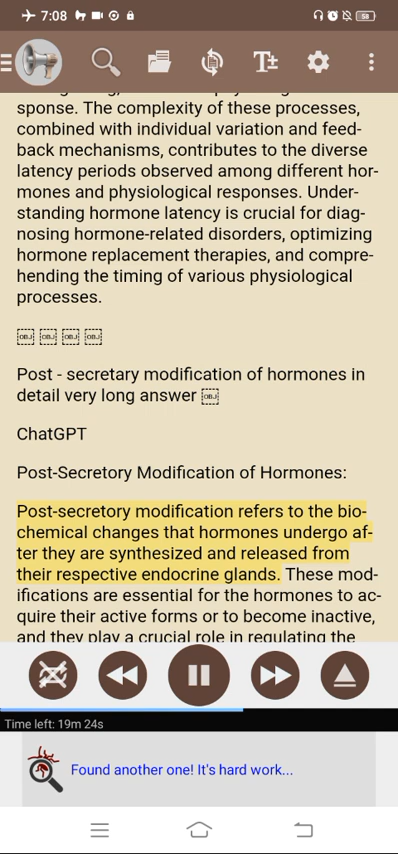 7:08
58
T±
sponse. The complexity of these processes,
combined with individual variation and feed-
back mechanisms, contributes to the diverse
latency periods observed among different hor-
mones and physiological responses. Under-
standing hormone latency is crucial for diag-
nosing hormone-related disorders, optimizing
hormone replacement therapies, and compre-
hending the timing of various physiological
processes.
OBJ OBJ OBJ OBJ
Post - secretary modification of hormones in
detail very long answer OBJ
ChatGPT
Post-Secretory Modification of Hormones:
Post-secretory modification refers to the bio-
chemical changes that hormones undergo af-
ter they are synthesized and released from
their respective endocrine glands. These mod-
ifications are essential for the hormones to ac-
quire their active forms or to become inactive,
and they play a crucial role in regulating the
Time left: 19m 24s
Found another one! It's hard work...